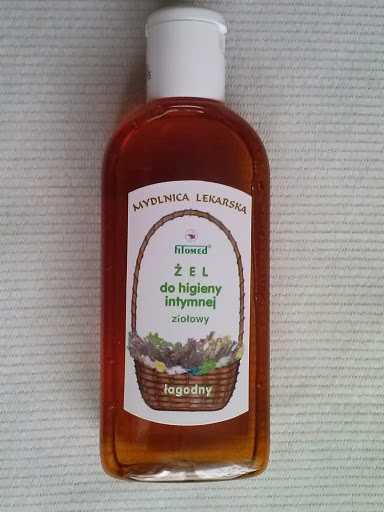 MYDLNICA LEKARSKA
fitomed®
ŻEL
do higieny
intymnej
ziołowy
łagodny